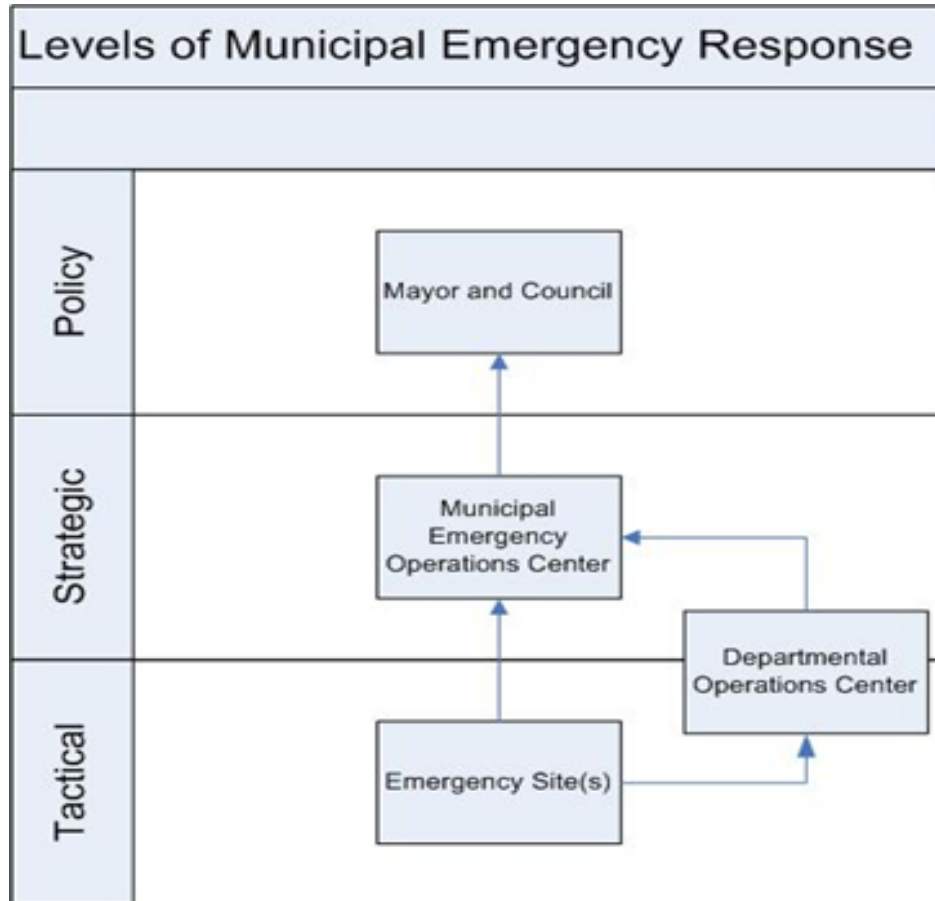 Levels of Municipal Emergency Response
Policy
Mayor and Council
Strategic
Municipal
Emergency
Operations Center
Departmental
Operations Center
Tactical
Emergency Site(s)